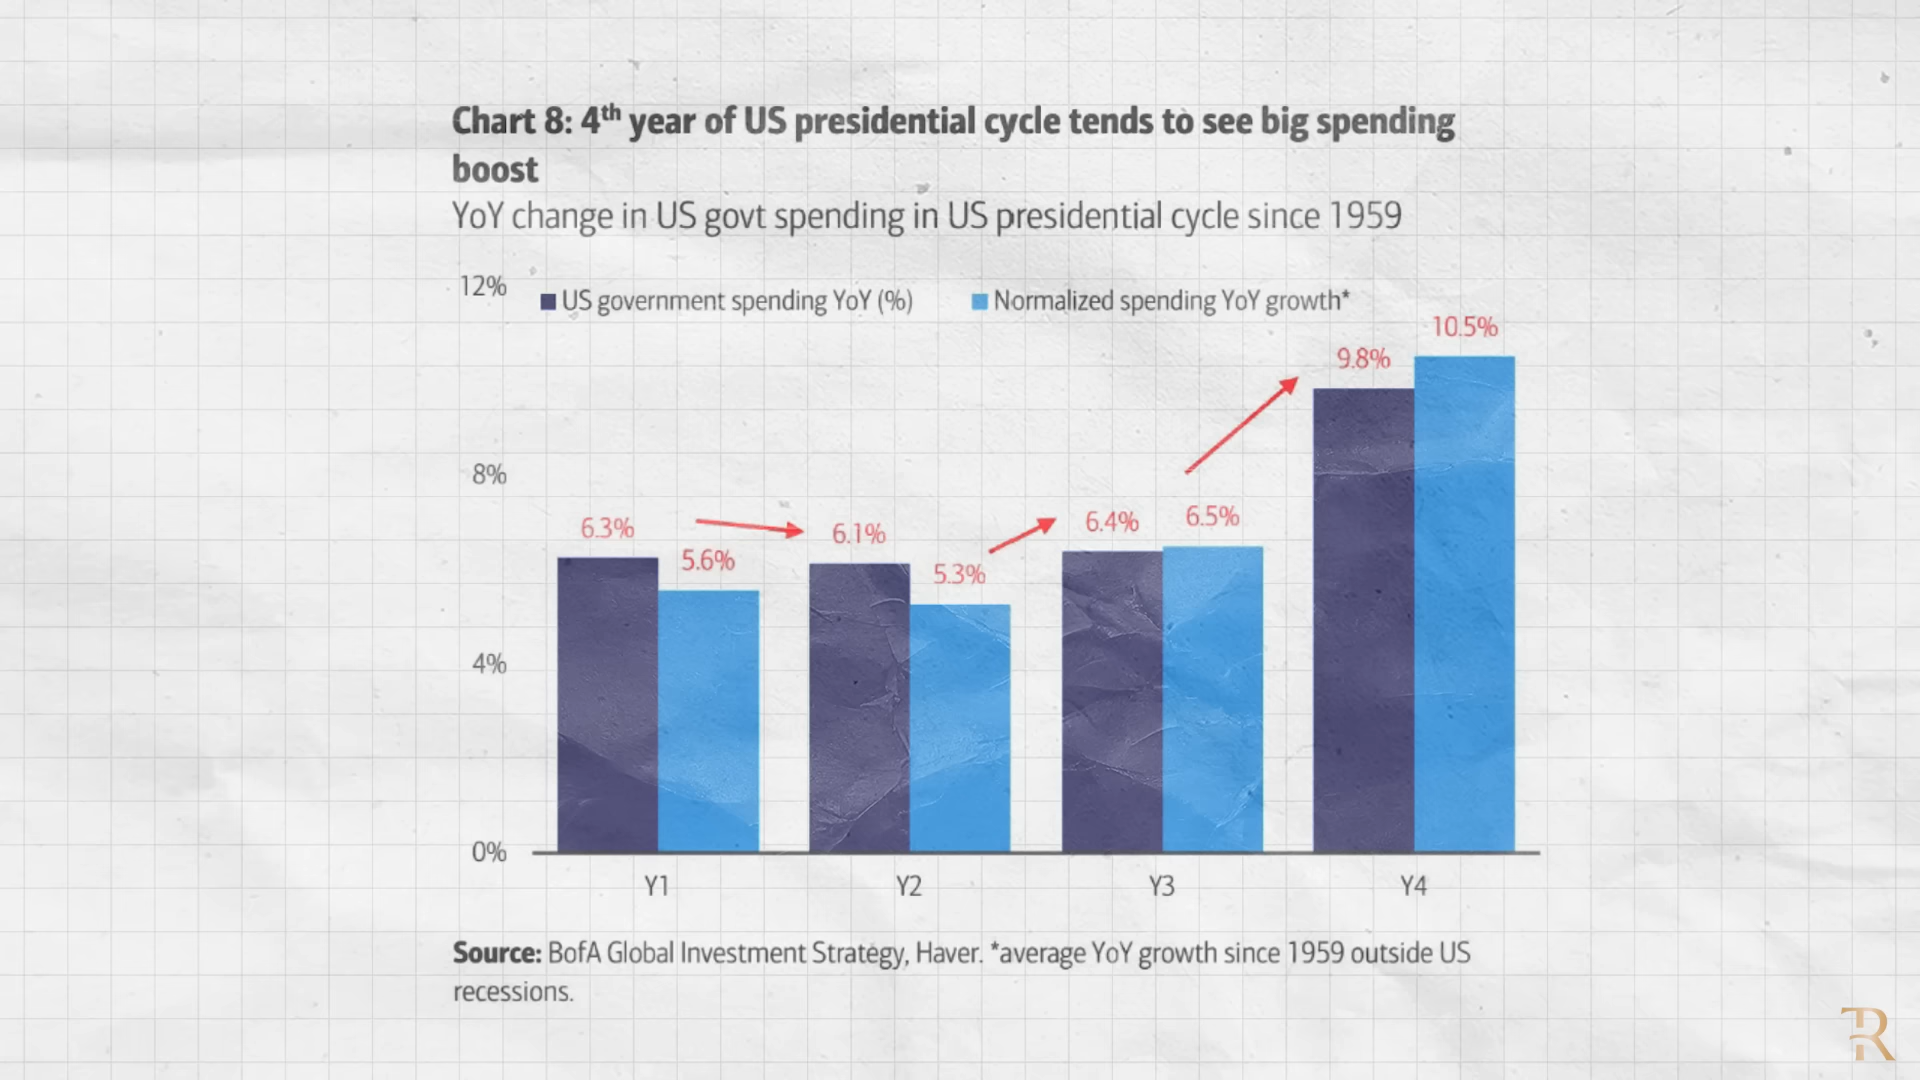 Chart 8: 4th year of US presidential cycle tends to see big spending
boost
YoY change in US govt spending in US presidential cycle since 1959
12%
US government spending YoY (%)
Normalized spending YoY growth*
10.5%
9.8%
8%
6.3%
5.6%
6.1%
5.3%
6.4%
6.5%
4%
0%
Y1
Y2
Y3
Y4
Source: BofA Global Investment Strategy, Haver. *average YoY growth since 1959 outside US
recessions.
R